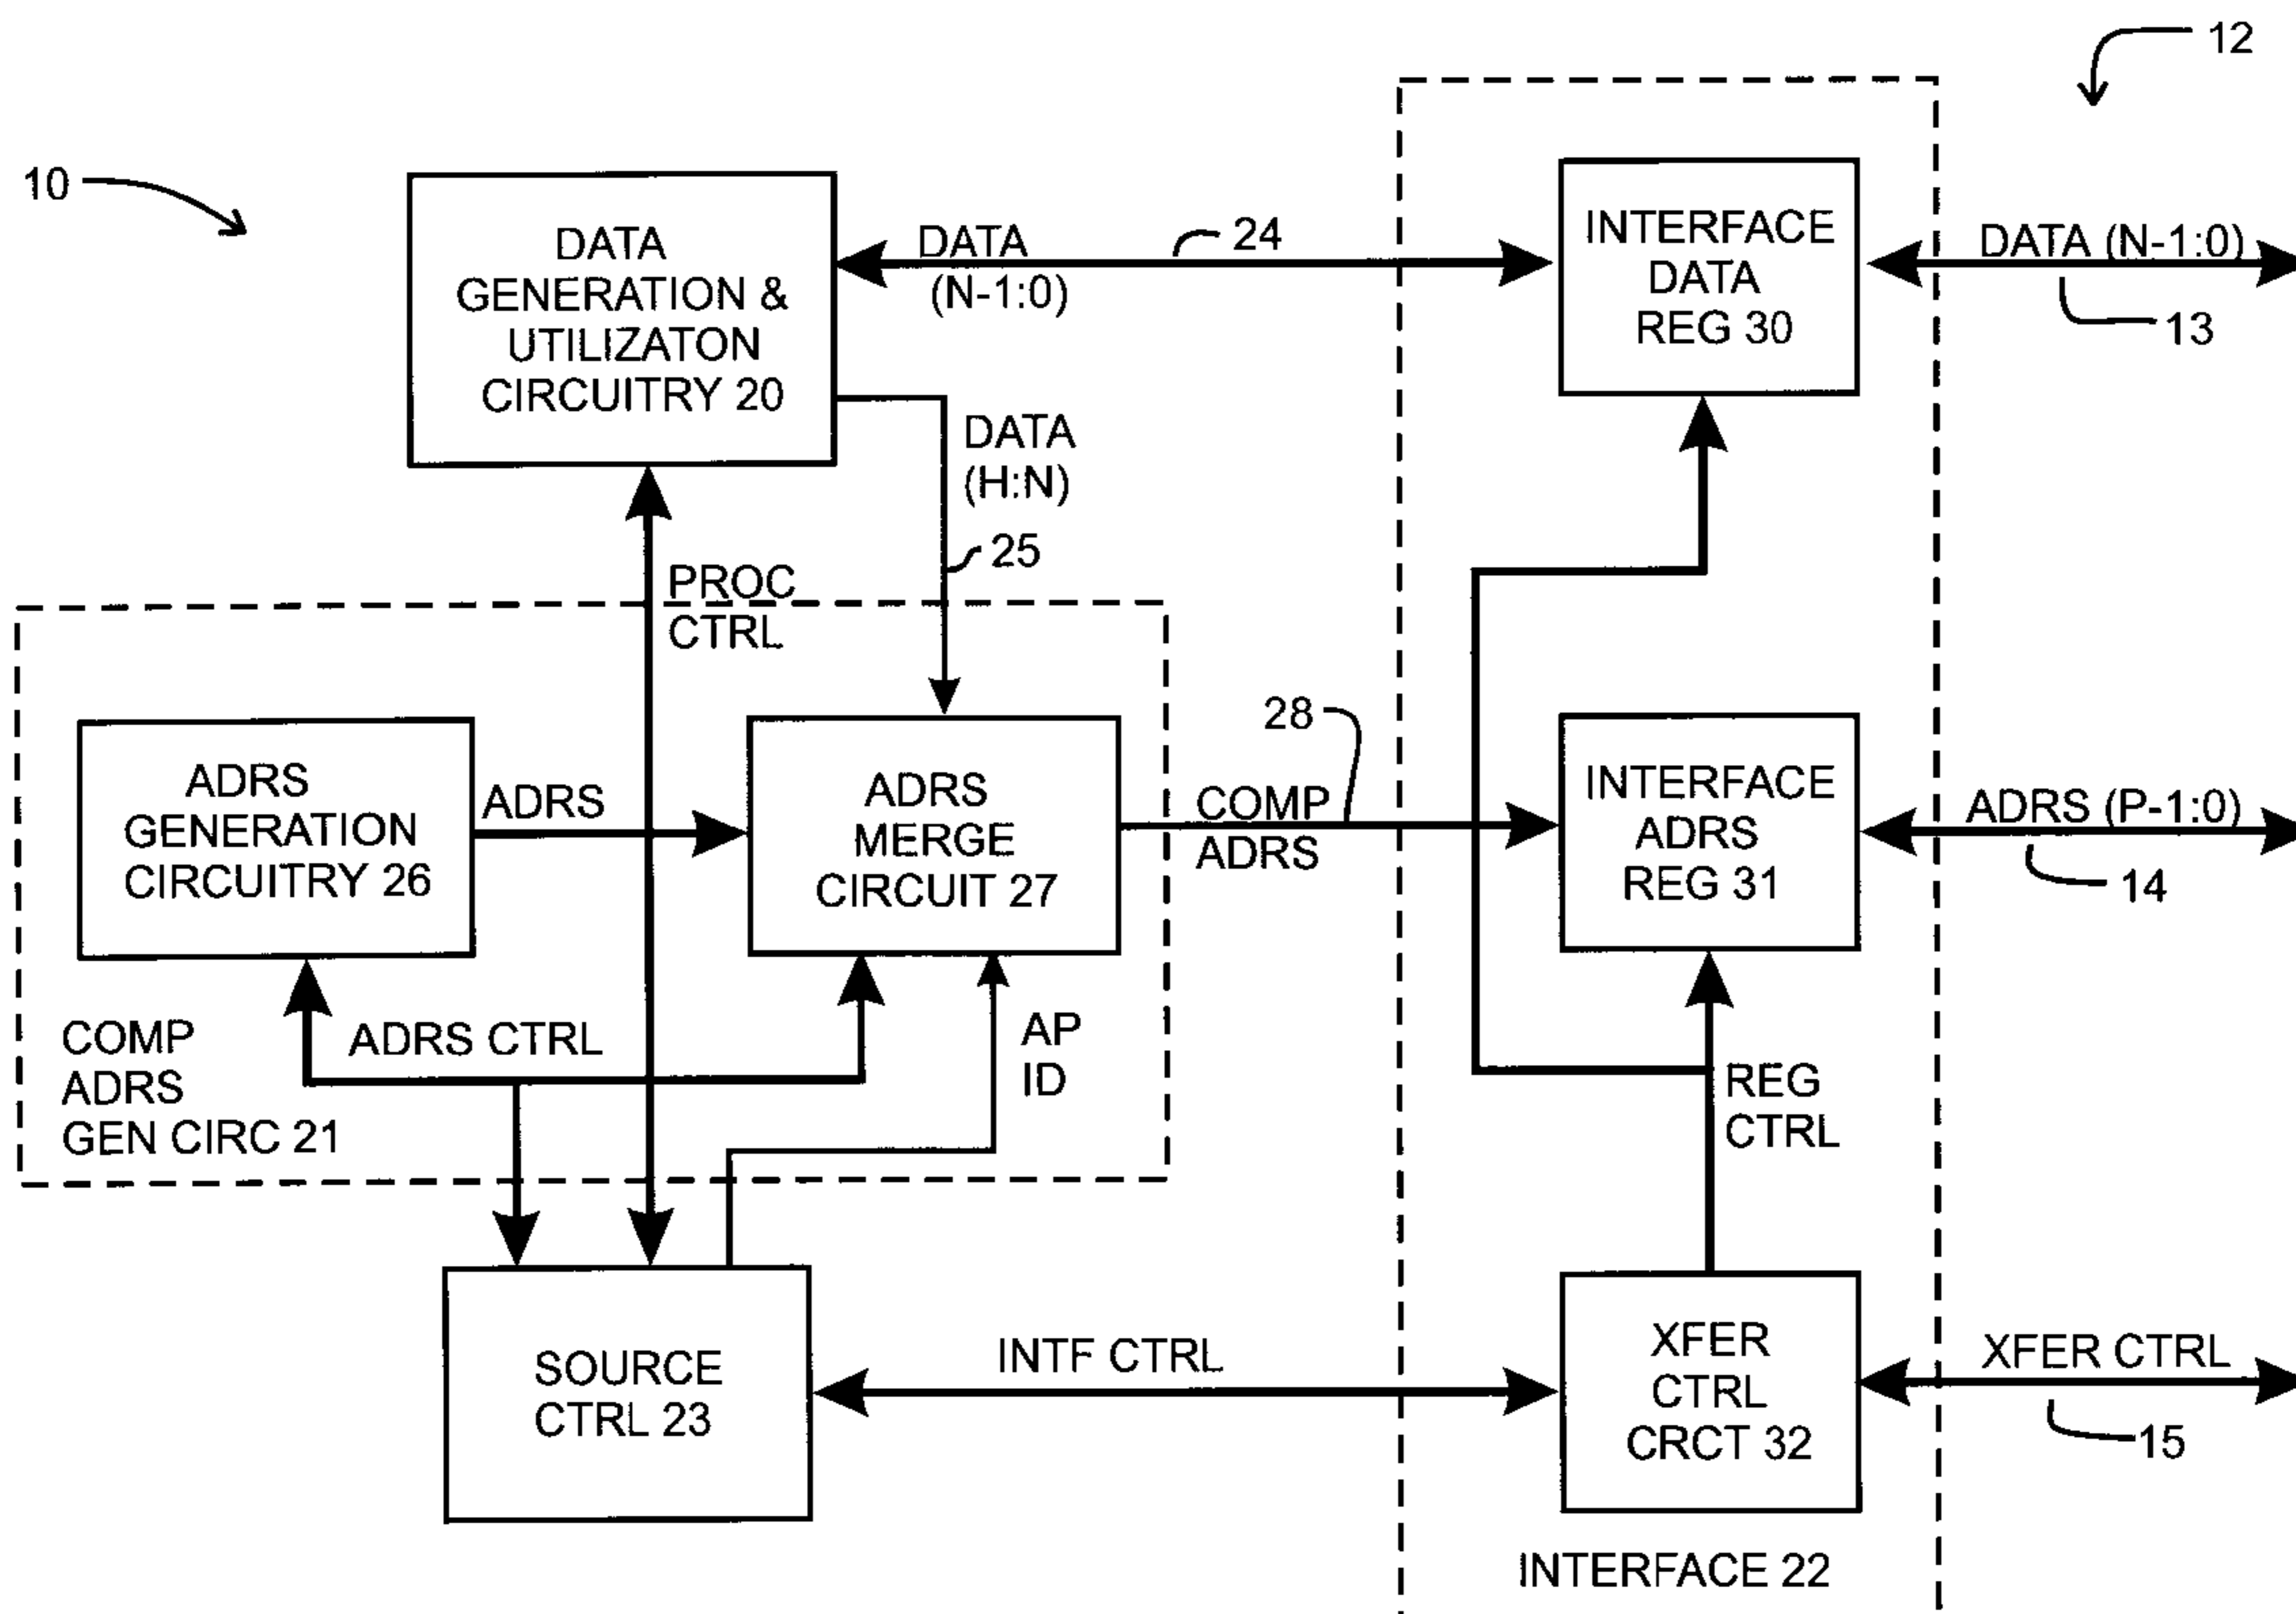 12
10
DATA
GENERATION &
UTILIZATON
CIRCUITRY 20
DATA
(N-1:0)
24
INTERFACE
DATA
REG 30
DATA (N-1:0)
13
DATA
(H:N)
25
PROC
CTRL
28
ADRS
GENERATION
CIRCUITRY 26
ADRS
ADRS
MERGE
CIRCUIT 27
COMP
ADRS
INTERFACE
ADRS
REG 31
ADRS (P-1:0)
14
COMP
ADRS
GEN CIRC 21
ADRS CTRL
AP
ID
REG
CTRL
SOURCE
CTRL 23
INTF CTRL
XFER
CTRL
CRCT 32
XFER CTRL
15
INTERFACE 22